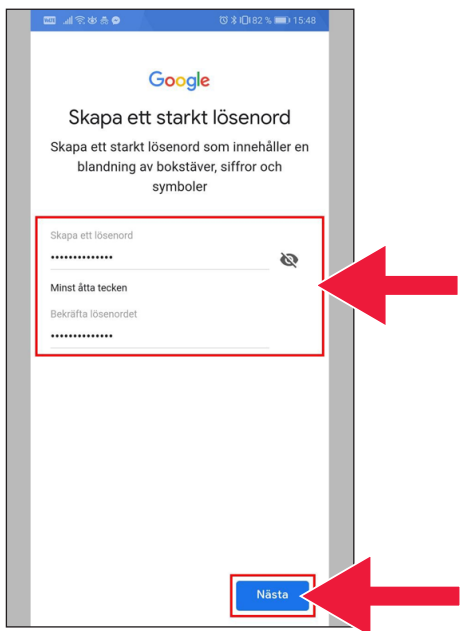 82 % 15:48
Google
Skapa ett starkt lösenord
Skapa ett starkt lösenord som innehåller en
blandning av bokstäver, siffror och
symboler
Skapa ett lösenord
••••••••••••••
Minst åtta tecken
Bekräfta lösenordet
••••••••••••••
Nästa